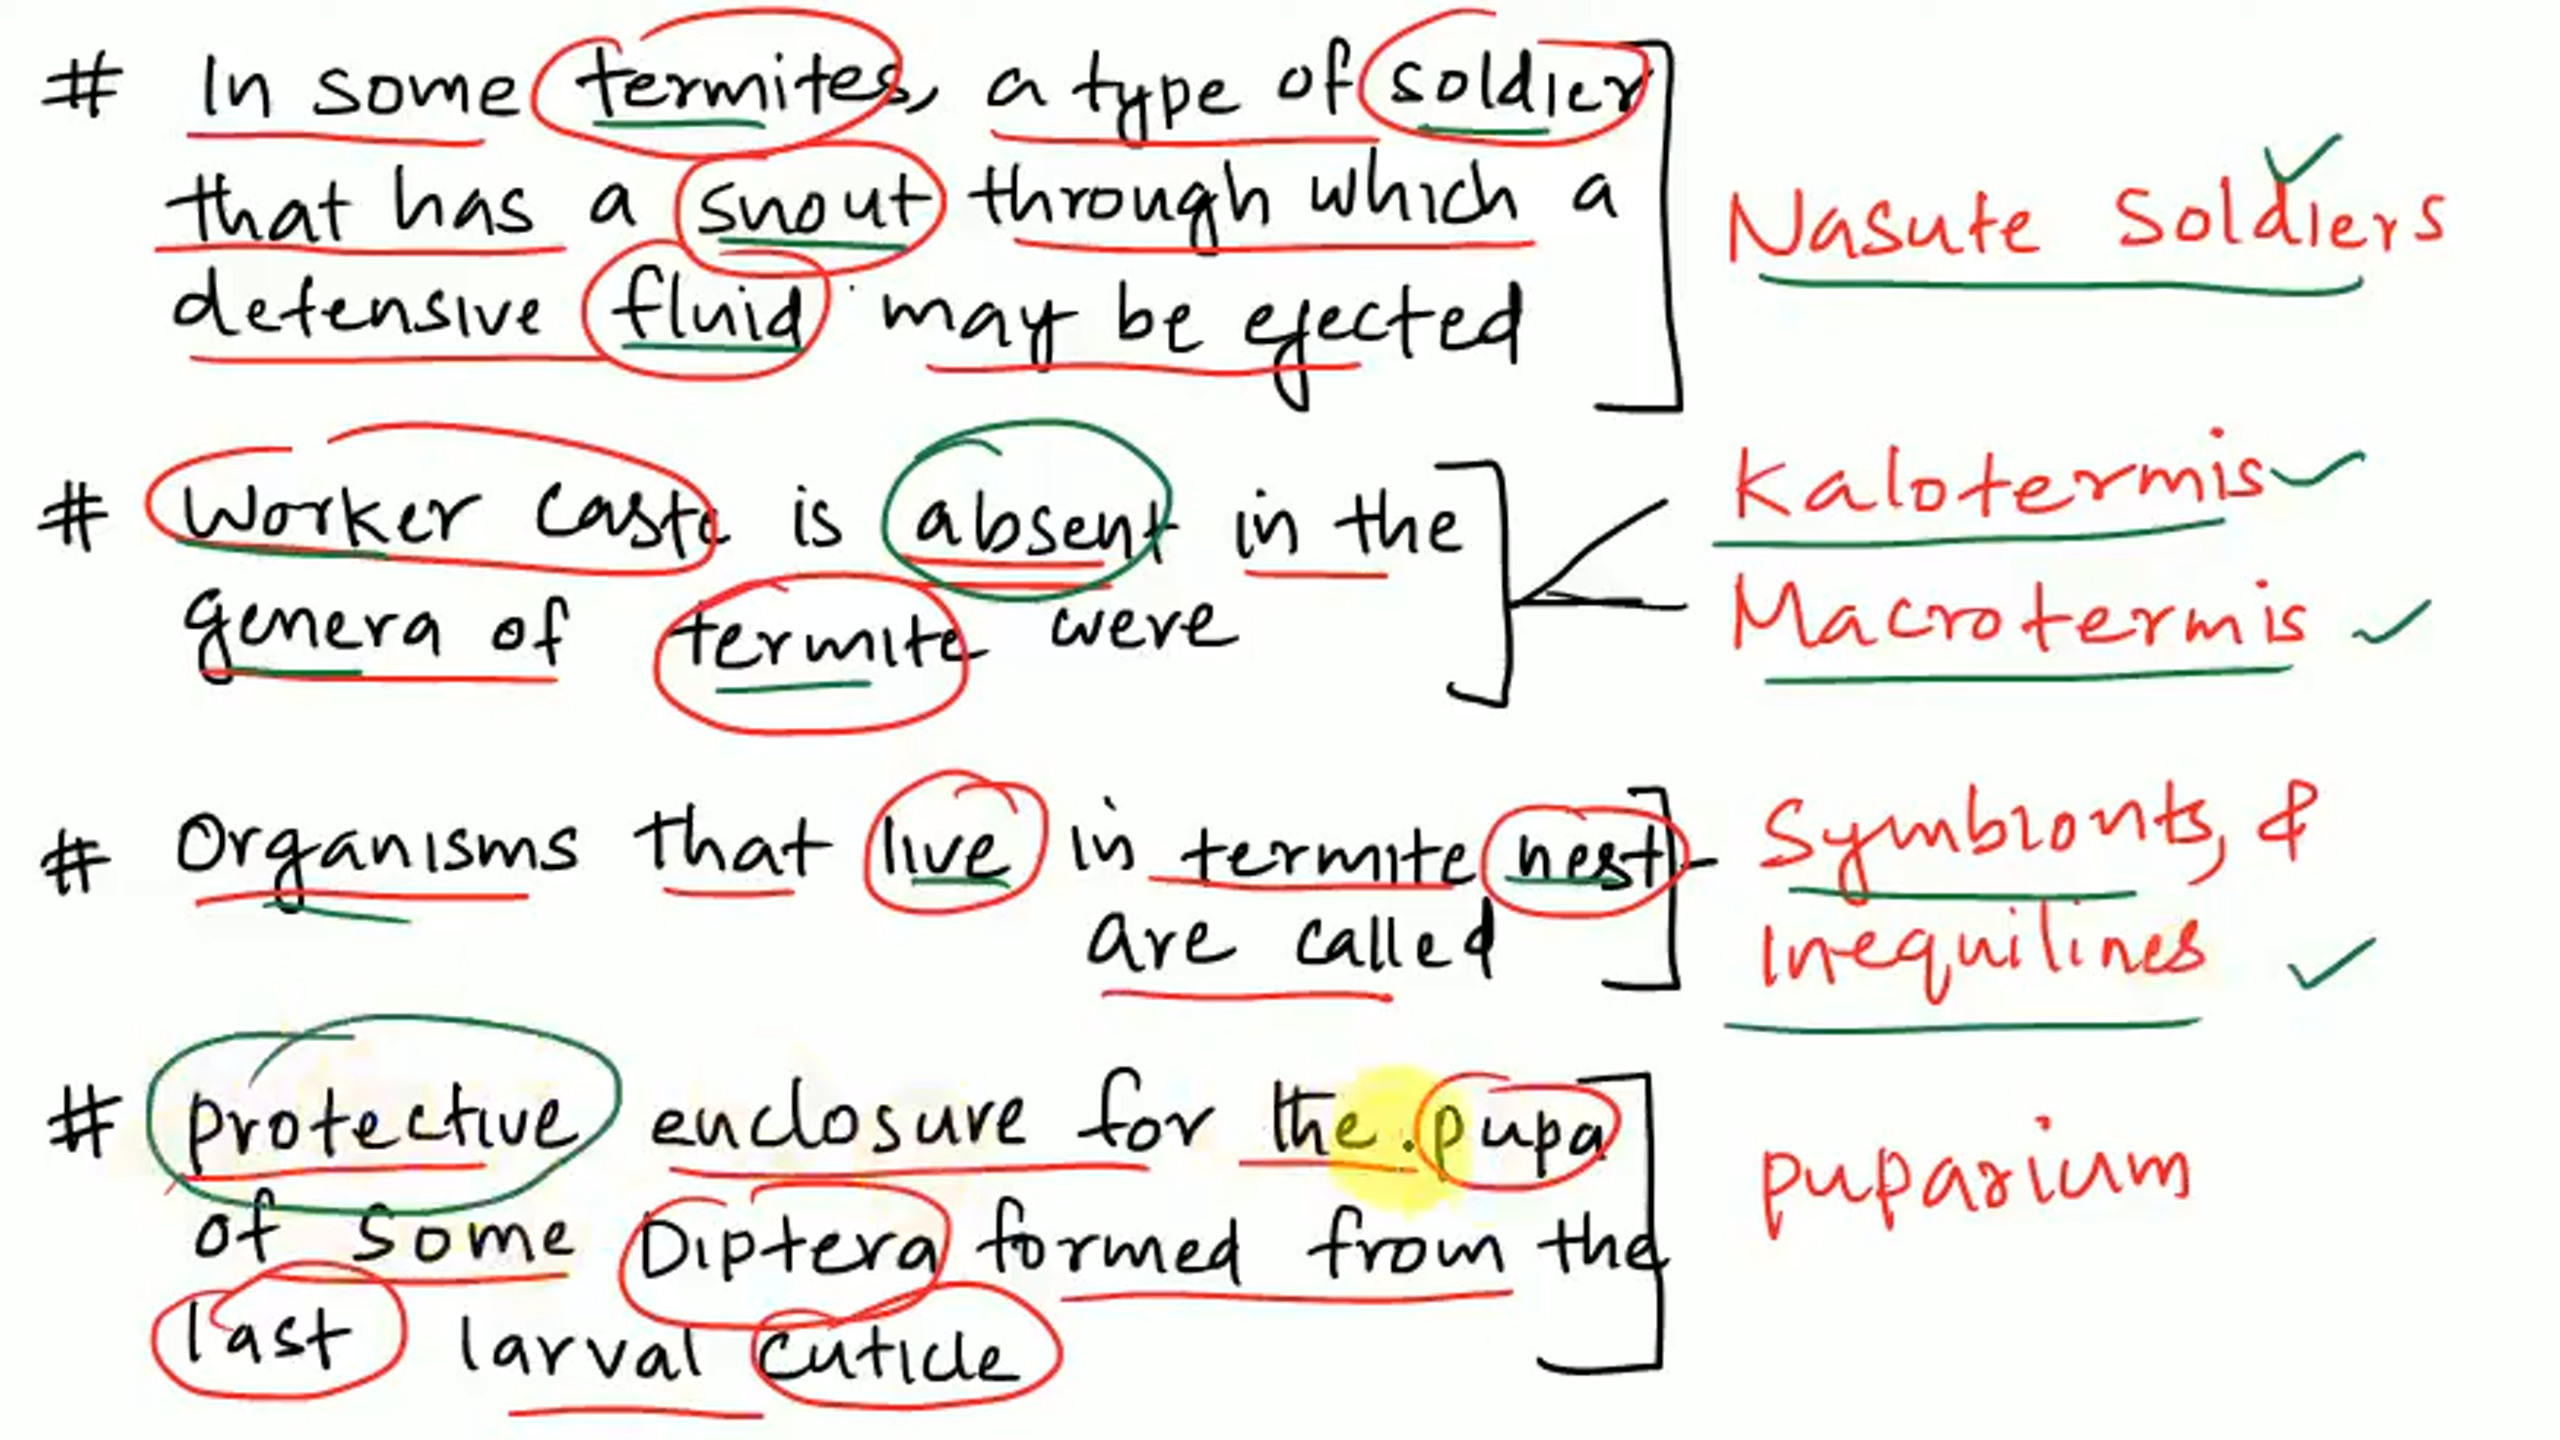 # In some termites, a type of soldier
that has a snout through which a
defensive fluid may be ejected
Nasute Soldiers
# Worker caste is absent in the
genera of termite were
Kalotermis
Macrotermis
# Organisms that live in termite nest -
are called
Symbionts, &
Inequilines
# protective enclosure for the pupa
of some Diptera formed from the
last larval cuticle
puparium